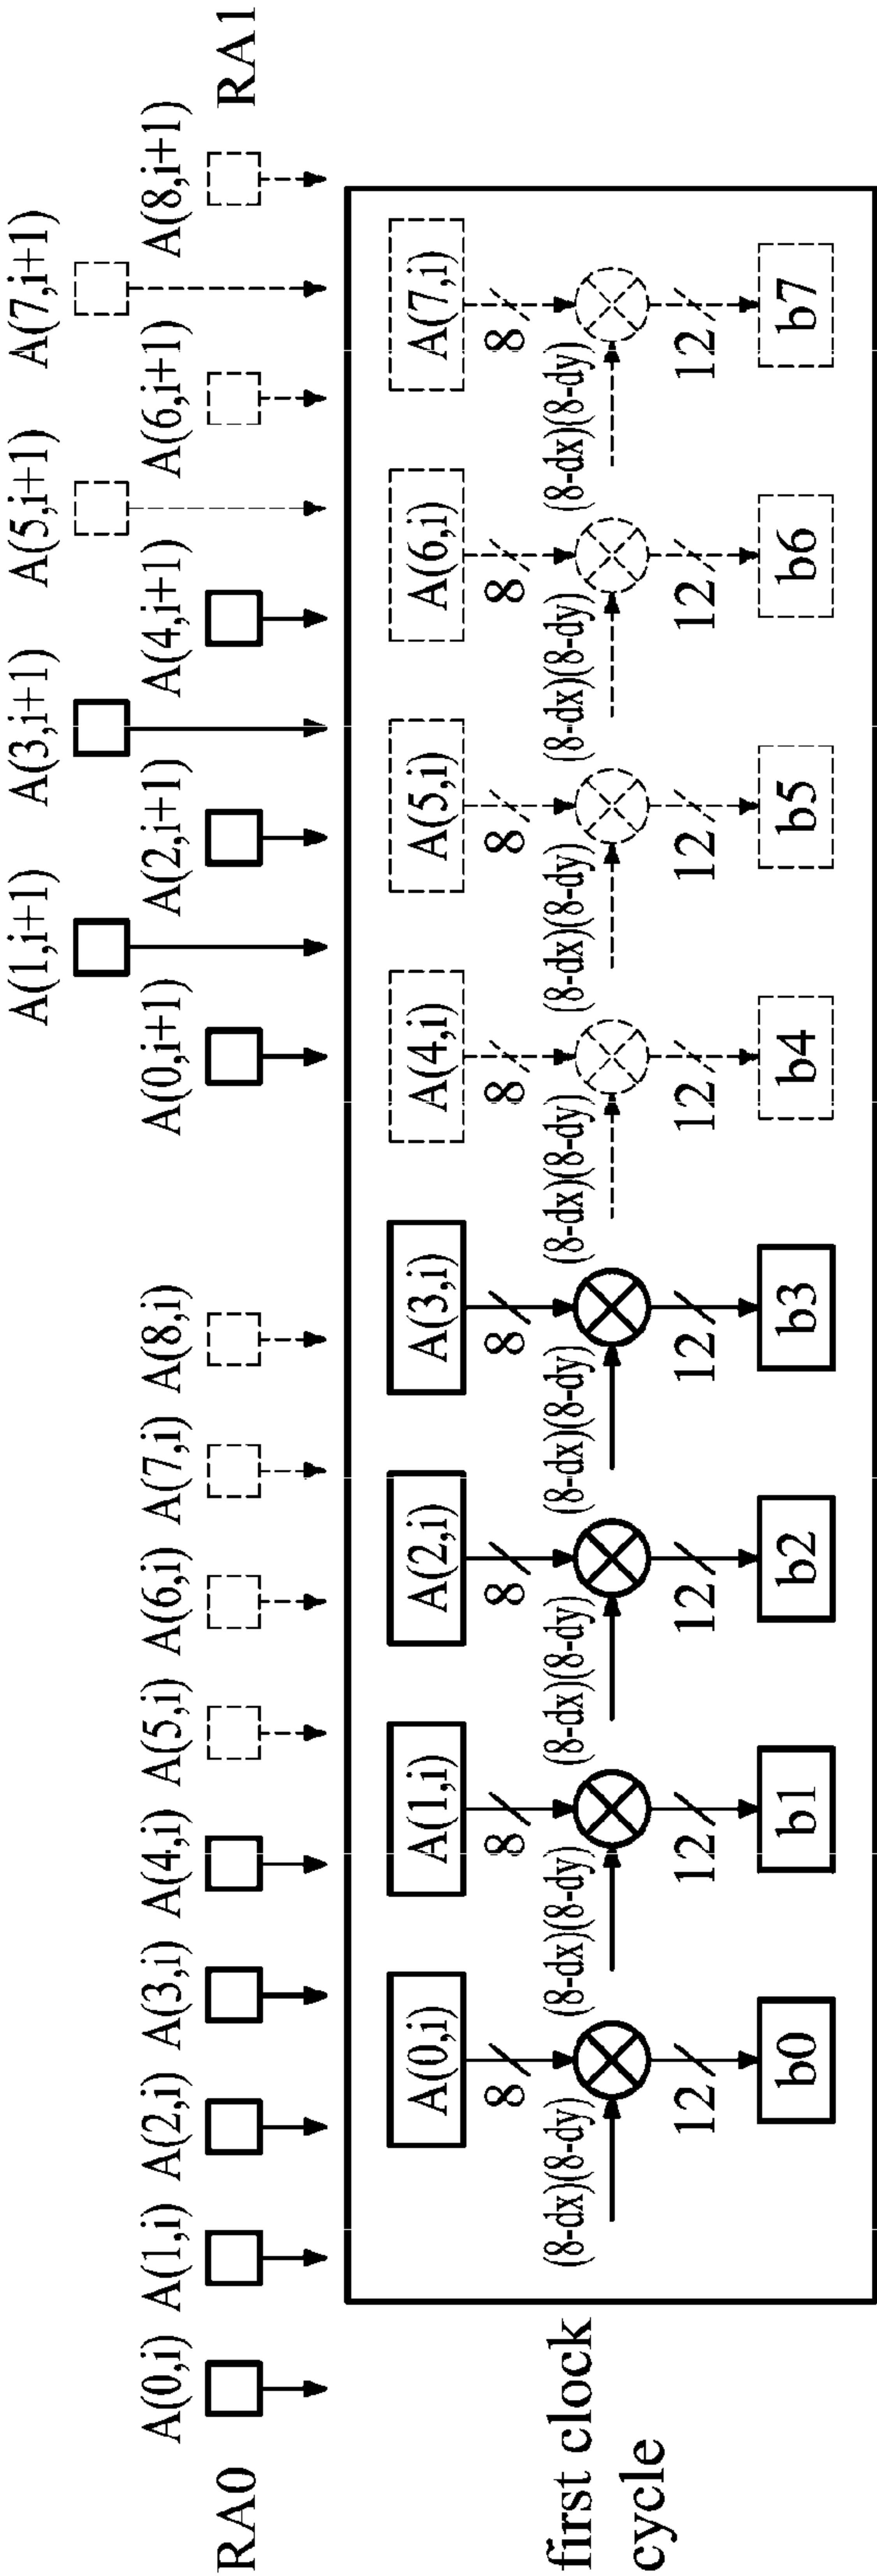 A(1,i+1) A(3,i+1) A(5,i+1) A(7,i+1)
A(0,i) A(1,i) A(2,i) A(3,i) A(4,i) A(5,i) A(6,i) A(7,i) A(8,i) A(0,i+1) A(2,i+1) A(4,i+1) A(6,i+1) A(8,i+1)
RA0 RA1
A(0,i) A(1,i) A(2,i) A(3,i) A(4,i) A(5,i) A(6,i) A(7,i)
8 8 8 8 8 8 8 8
first clock
cycle
(8-dx)(8-dy) (8-dx)(8-dy) (8-dx)(8-dy) (8-dx)(8-dy) (8-dx)(8-dy) (8-dx)(8-dy) (8-dx)(8-dy) (8-dx)(8-dy)
12 12 12 12 12 12 12 12
b0 b1 b2 b3 b4 b5 b6 b7